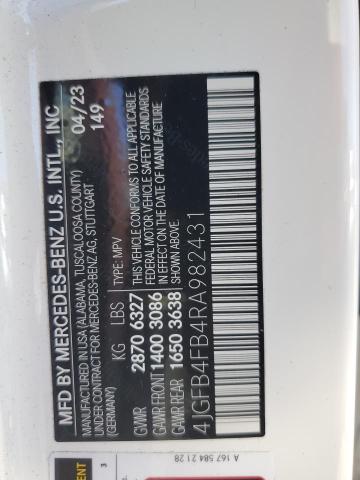 MFD BY MERCEDES-BENZ U.S. INTL., INC
MANUFACTURED IN USA (ALABAMA, TUSCALOOSA COUNTY) 04/23
UNDER CONTRACT FOR MERCEDES-BENZ AG, STUTTGART 149
(GERMANY) TYPE: MPV
KG LBS
GVWR 2870 6327
GAWR FRONT 1400 3086
GAWR REAR 1650 3638
THIS VEHICLE CONFORMS TO ALL APPLICABLE
FEDERAL MOTOR VEHICLE SAFETY STANDARDS
IN EFFECT ON THE DATE OF MANUFACTURE
SHOWN ABOVE.
4JGFB4FB4RA982431
A 167 584 21 28
3